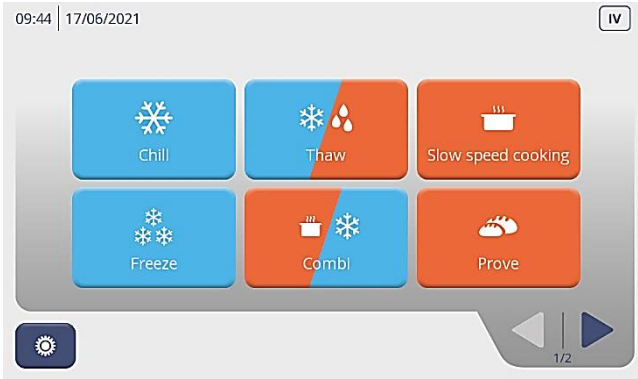 09:44 17/06/2021
IV
Chill
Thaw
Slow speed cooking
Freeze
Combi
Prove
1/2